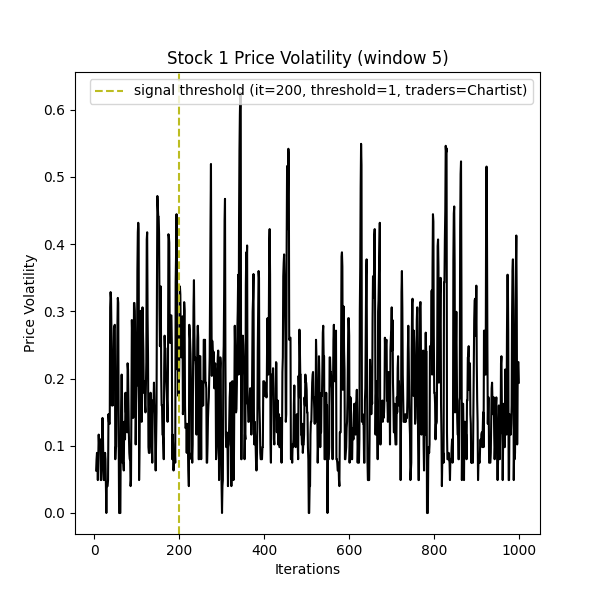 Stock 1 Price Volatility (window 5)
signal threshold (it=200, threshold=1, traders=Chartist)
0.6
0.5
0.4
0.3
0.2
0.1
0.0
Price Volatility
0 200 400 600 800 1000
Iterations